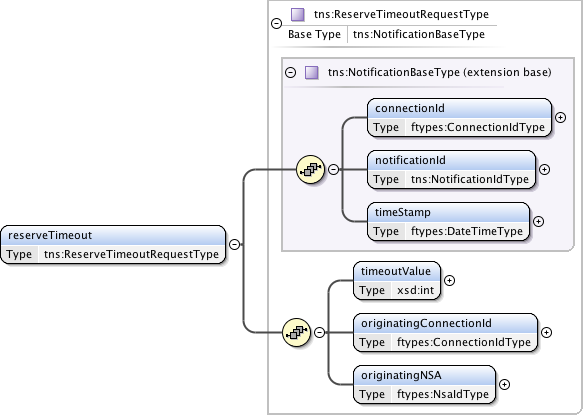 tns:ReserveTimeoutRequestType
Base Type tns:NotificationBaseType
tns:NotificationBaseType (extension base)
connectionId
Type ftypes:ConnectionIdType
notificationId
Type tns:NotificationIdType
timeStamp
Type ftypes:DateTimeType
reserveTimeout
Type tns:ReserveTimeoutRequestType
timeoutValue
Type xsd:int
originatingConnectionId
Type ftypes:ConnectionIdType
originatingNSA
Type ftypes:NsaIdType